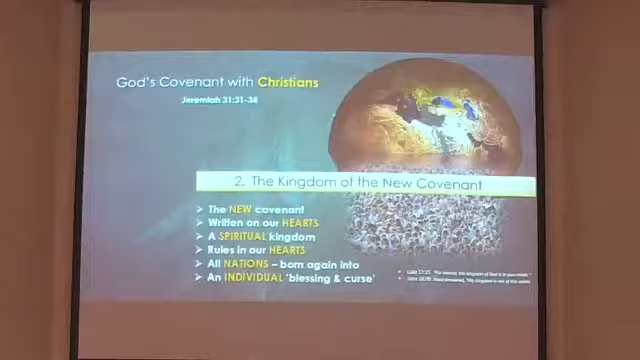 God's Covenant with Christians
Jeremiah 31:31-34
2. The Kingdom of the New Covenant
➤ The NEW covenant
➤ Written on our HEARTS
➤ A SPIRITUAL kingdom
➤ Rules in our HEARTS
➤ All NATIONS – born again into
➤ An INDIVIDUAL 'blessing & curse'